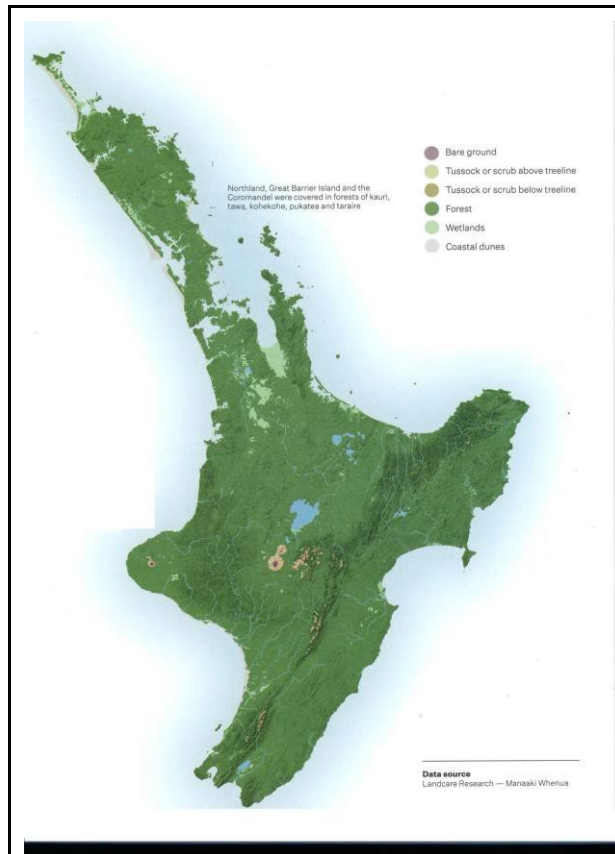 Bare ground
Tussock or scrub above treeline
Tussock or scrub below treeline
Forest
Wetlands
Coastal dunes
Northland, Great Barrier Island and the
Coromandel were covered in forests of kauri,
tawa, kohekohe, pukatea and taraire
Data source
Landcare Research — Manaaki Whenua